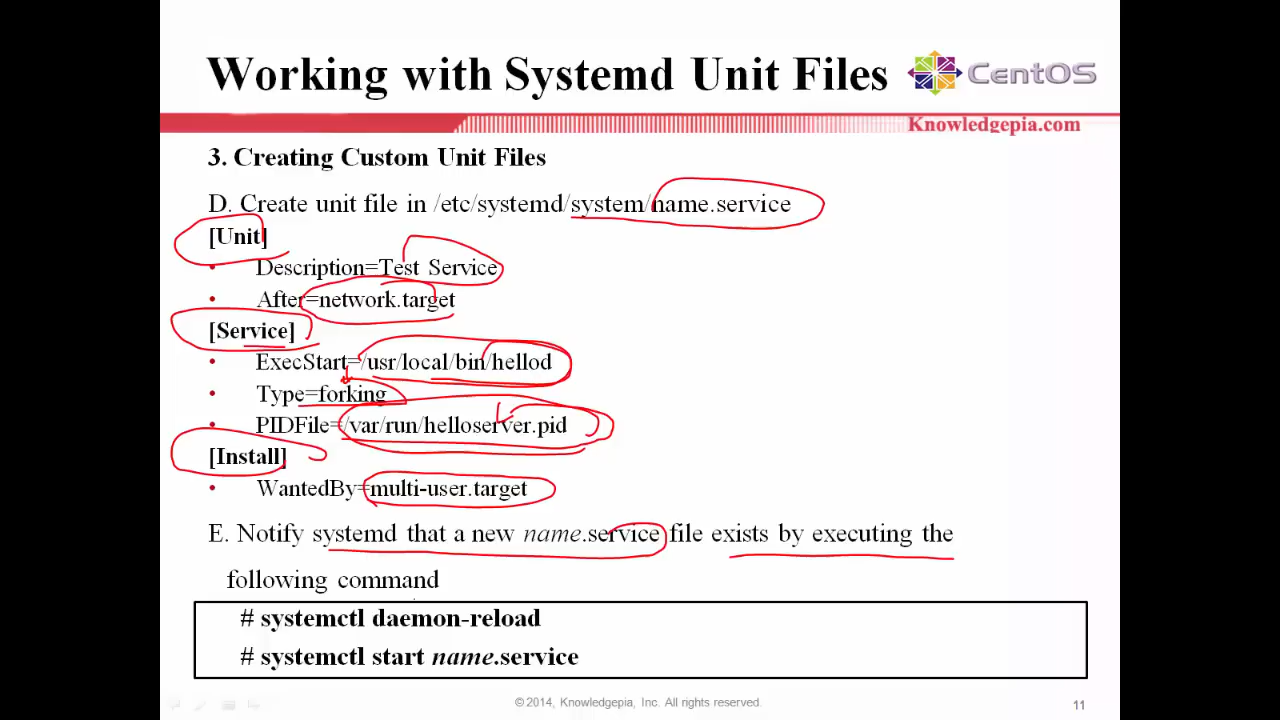 Working with Systemd Unit Files
CentOS
Knowledgepia.com
3. Creating Custom Unit Files
D. Create unit file in /etc/systemd/system/name.service
[Unit]
• Description=Test Service
• After=network.target
[Service]
• ExecStart=/usr/local/bin/hellod
• Type=forking
• PIDFile=/var/run/helloserver.pid
[Install]
• WantedBy=multi-user.target
E. Notify systemd that a new name.service file exists by executing the
following command
# systemctl daemon-reload
# systemctl start name.service
© 2014, Knowledgepia, Inc. All rights reserved.
11